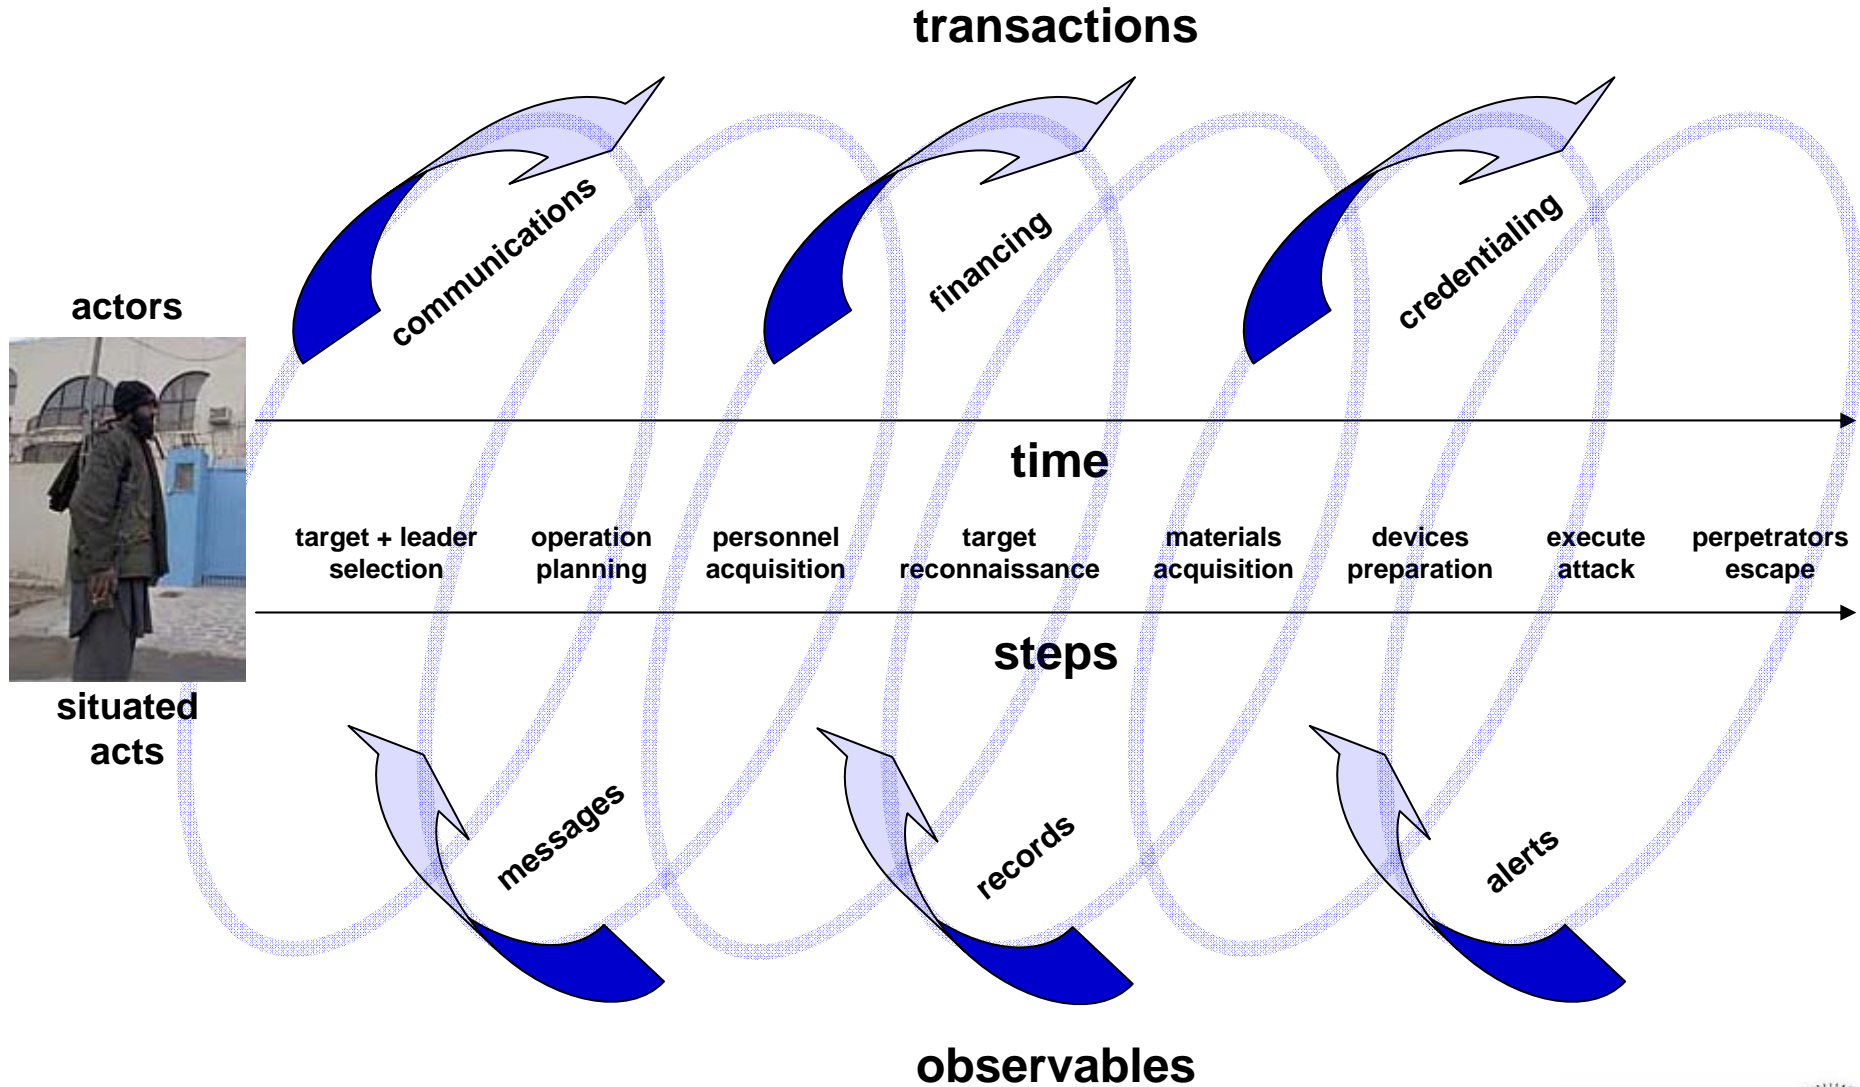 transactions
communications
financing
credentialing
actors
time
target + leader
selection
operation
planning
personnel
acquisition
target
reconnaissance
materials
acquisition
devices
preparation
execute
attack
perpetrators
escape
steps
situated
acts
messages
records
alerts
observables